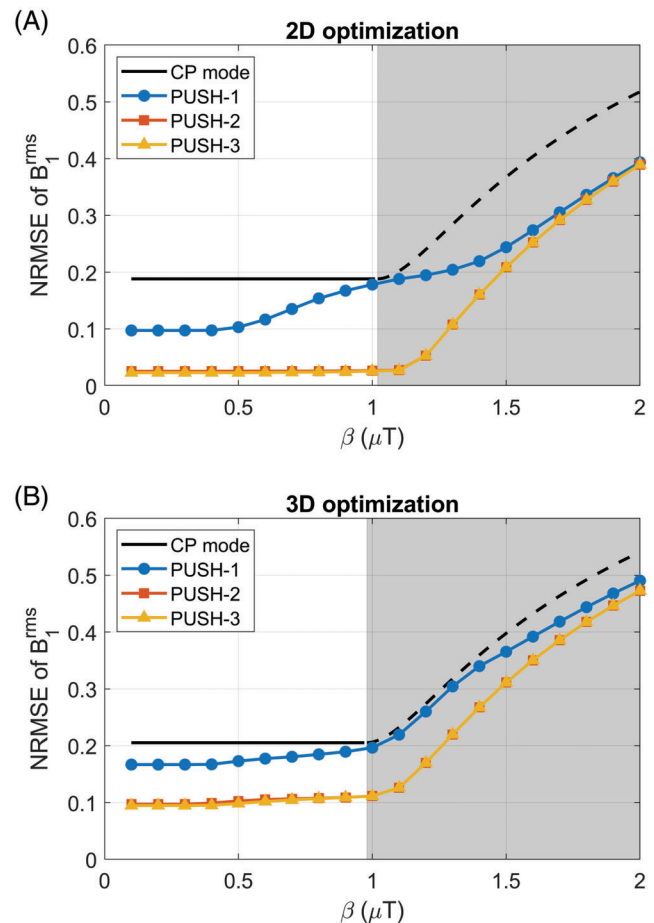 (A)
2D optimization
NRMSE of B₁ʳᵐˢ
0.6
0.5
0.4
0.3
0.2
0.1
0
CP mode
PUSH-1
PUSH-2
PUSH-3
0.5
1
1.5
2
β (μT)
(B)
3D optimization
NRMSE of B₁ʳᵐˢ
0.6
0.5
0.4
0.3
0.2
0.1
0
CP mode
PUSH-1
PUSH-2
PUSH-3
0
0.5
1
1.5
2
β (μT)